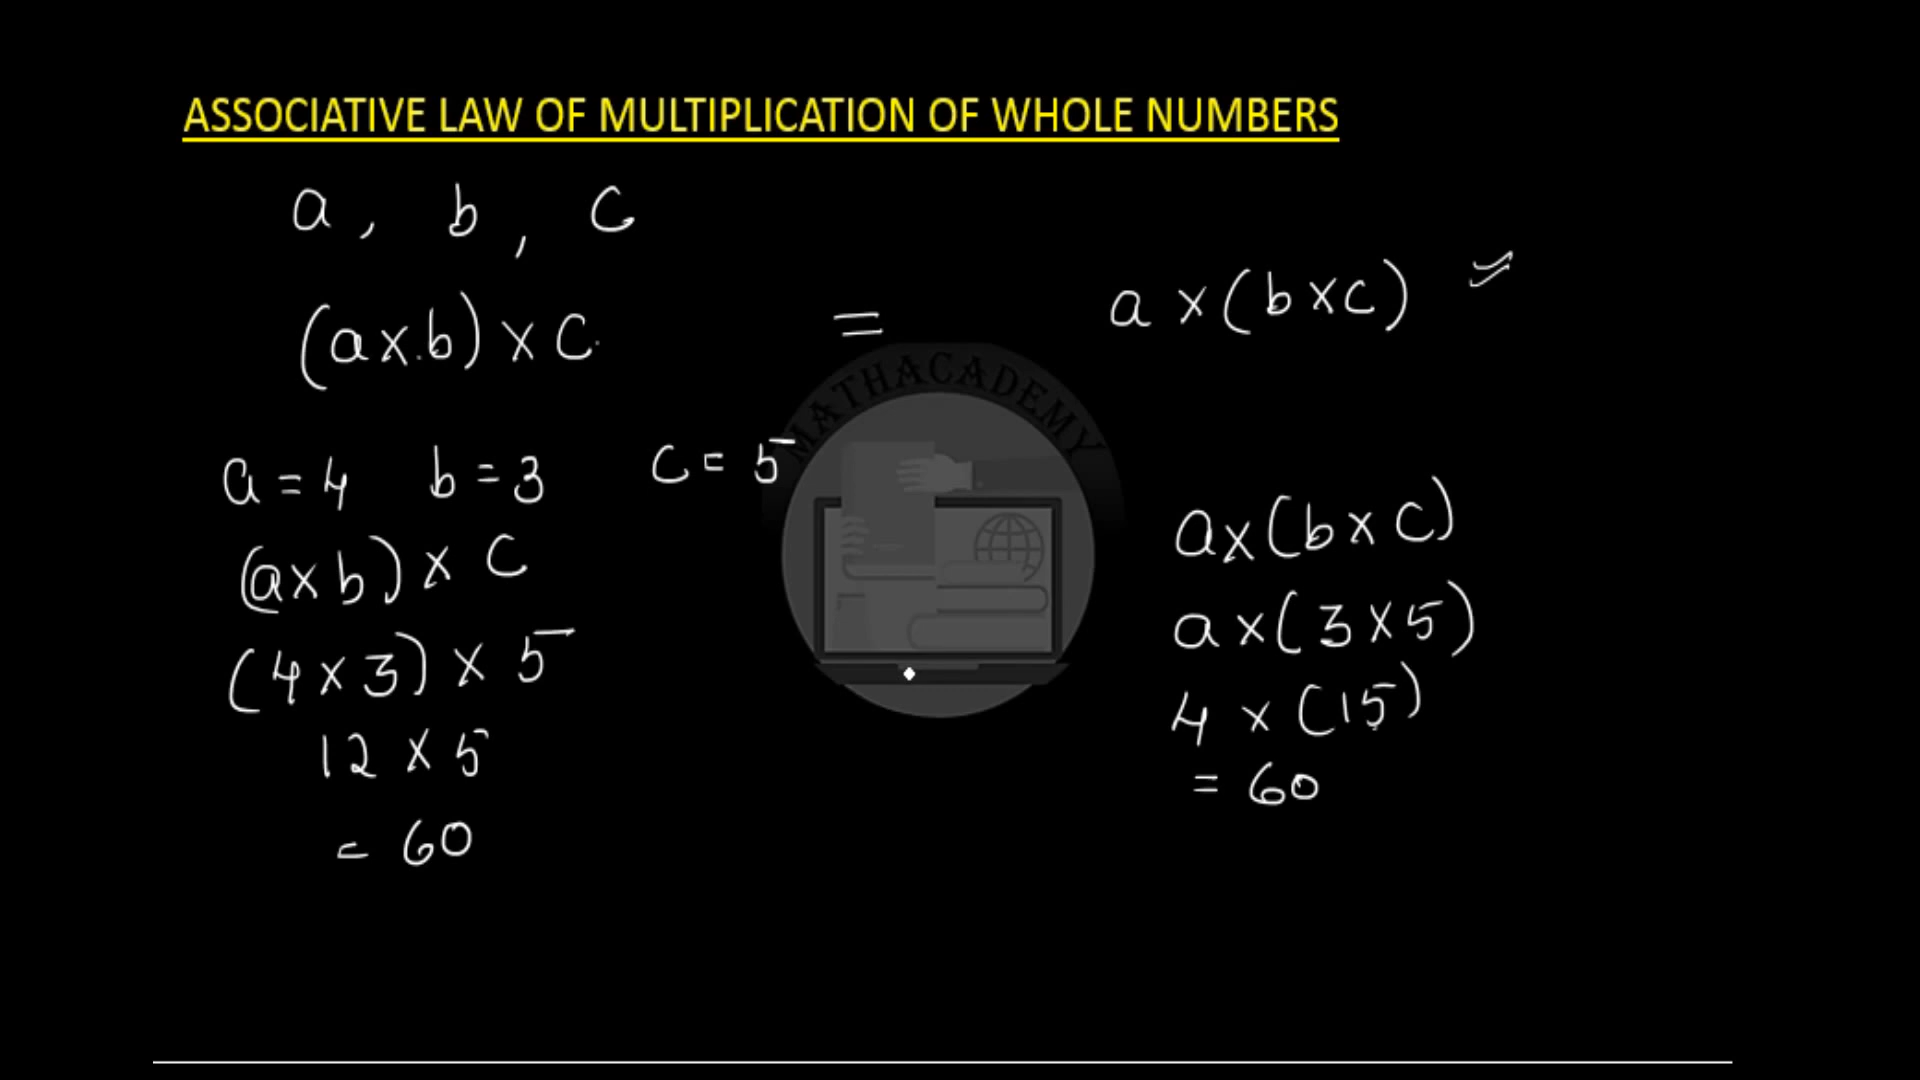 ASSOCIATIVE LAW OF MULTIPLICATION OF WHOLE NUMBERS
a, b, c
(a×b)×c = a×(b×c)
MATHACADEMY
a=4 b=3 c=5
(a×b)×c
(4×3)×5
12×5
= 60
a×(b×c)
a×(3×5)
4×(15)
= 60